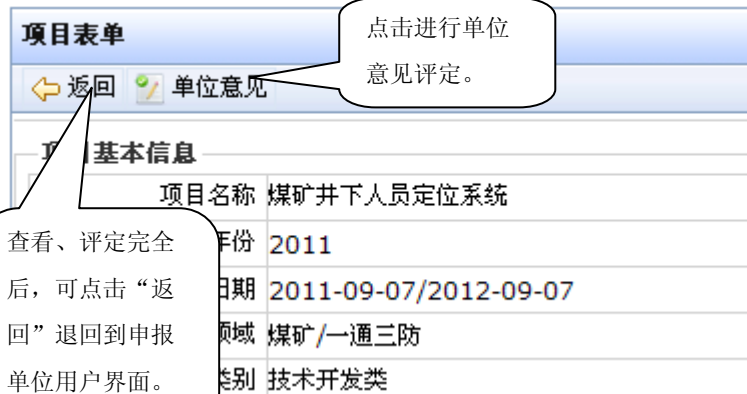 项目表单
点击进行单位
意见评定。
返回 单位意见
项目基本信息
项目名称 煤矿井下人员定位系统
年份 2011
日期 2011-09-07/2012-09-07
领域 煤矿/一通三防
类别 技术开发类
查看、评定完全
后，可点击“返
回”退回到申报
单位用户界面。